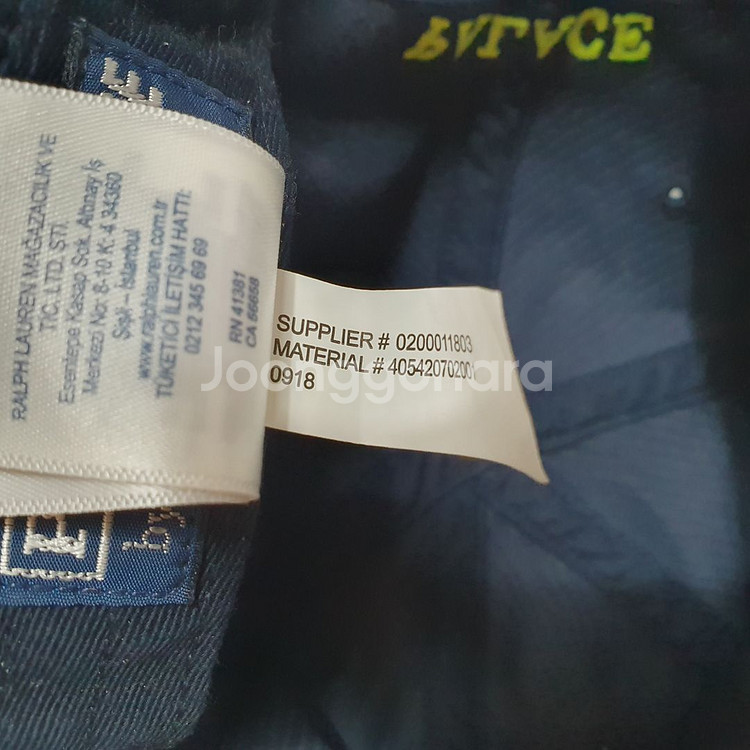 RALPH LAUREN MAĞAZACILIK VE
TİC. LTD. ŞTİ.
Esentepe Kasap Sok. Altınay İş
Merkezi No: 8-10 K: 4 34360
Şişli - İstanbul
www.ralphlauren.com.tr
TÜKETİCİ İLETİŞİM HATTI:
0212 345 69 69
RN 41381
CA 56658
SUPPLIER # 0200011803
MATERIAL # 40542070200
0918
Joonggonara